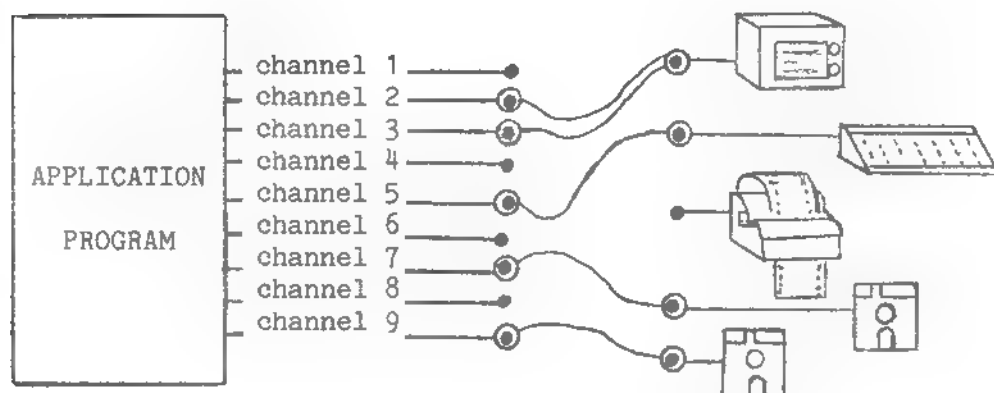 channel 1
channel 2
channel 3
channel 4
APPLICATION
channel 5
PROGRAM
channel 6
channel 7
channel 8
channel 9